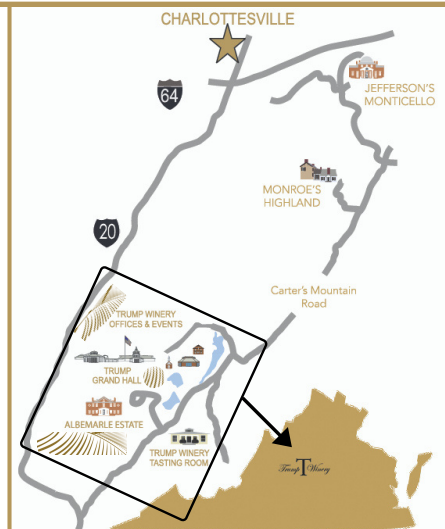 CHARLOTTESVILLE
64
JEFFERSON'S
MONTICELLO
MONROE'S
HIGHLAND
20
Carter's Mountain
Road
TRUMP WINERY
OFFICES & EVENTS
TRUMP
GRAND HALL
ALBEMARLE ESTATE
TRUMP WINERY
TASTING ROOM
Trump T Winery